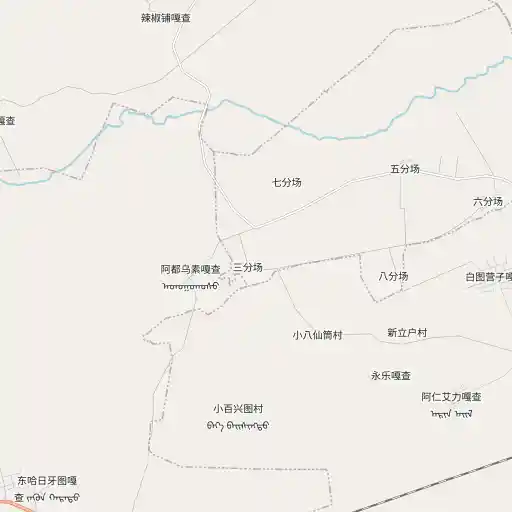 辣椒铺嘎查
嘎查
五分场
七分场
六分场
阿都乌素嘎查
三分场
八分场
白图营子嘎
小八仙筒村
新立户村
永乐嘎查
阿仁艾力嘎查
小百兴图村
东哈日牙图嘎
查